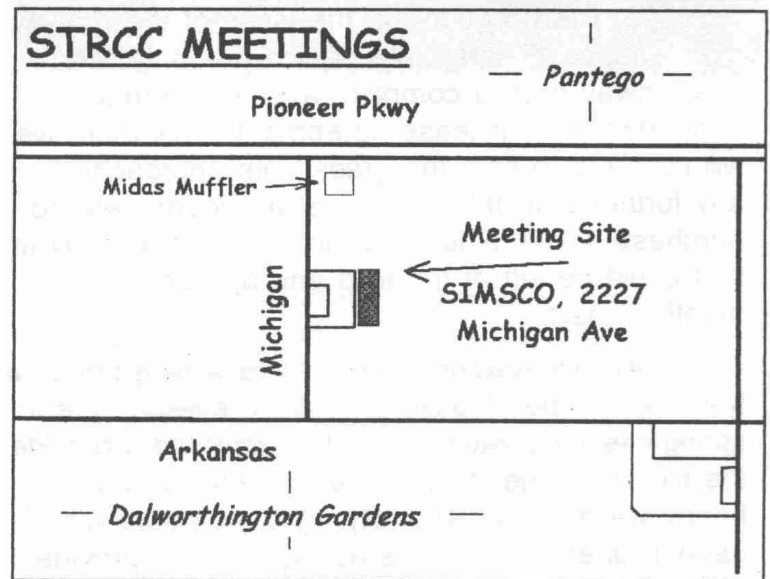 STRCC MEETINGS
Pantego
Pioneer Pkwy
Midas Muffler
Meeting Site
SIMSCO, 2227
Michigan Ave
Michigan
Arkansas
Dalworthington Gardens